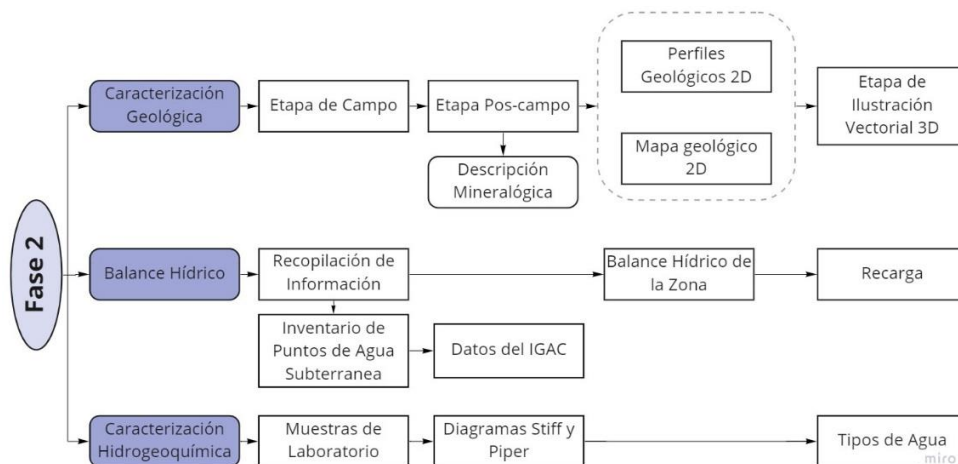 Fase 2
Caracterización
Geológica
Etapa de Campo
Etapa Pos-campo
Descripción
Mineralógica
Perfiles
Geológicos 2D
Mapa geológico
2D
Etapa de
Ilustración
Vectorial 3D
Balance Hídrico
Recopilación de
Información
Inventario de
Puntos de Agua
Subterranea
Datos del IGAC
Balance Hídrico de
la Zona
Recarga
Caracterización
Hidrogeoquímica
Muestras de
Laboratorio
Diagramas Stiff y
Piper
Tipos de Agua
miro